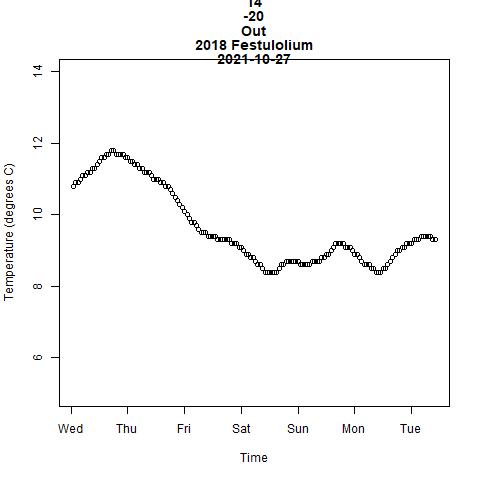 14
-20
Out
2018 Festulolium
2021-10-27
14
12
10
8
6
Temperature (degrees C)
Wed Thu Fri Sat Sun Mon Tue
Time